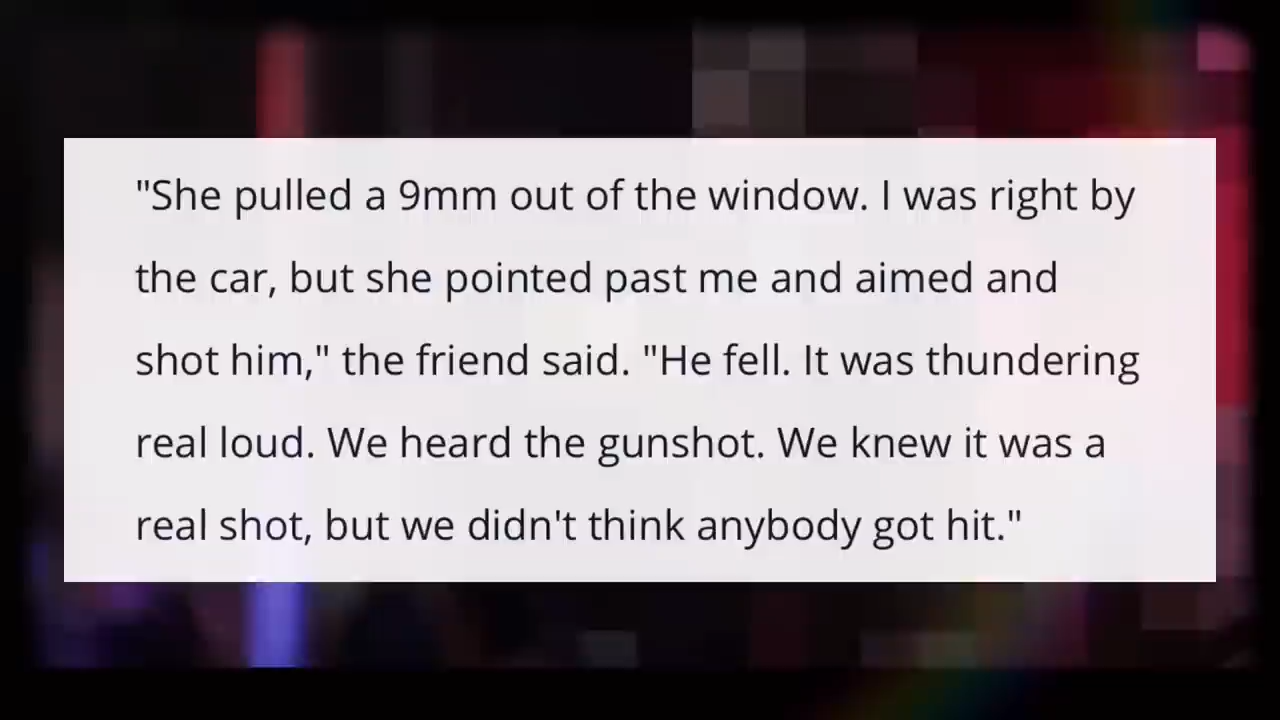 "She pulled a 9mm out of the window. I was right by
the car, but she pointed past me and aimed and
shot him," the friend said. "He fell. It was thundering
real loud. We heard the gunshot. We knew it was a
real shot, but we didn't think anybody got hit."